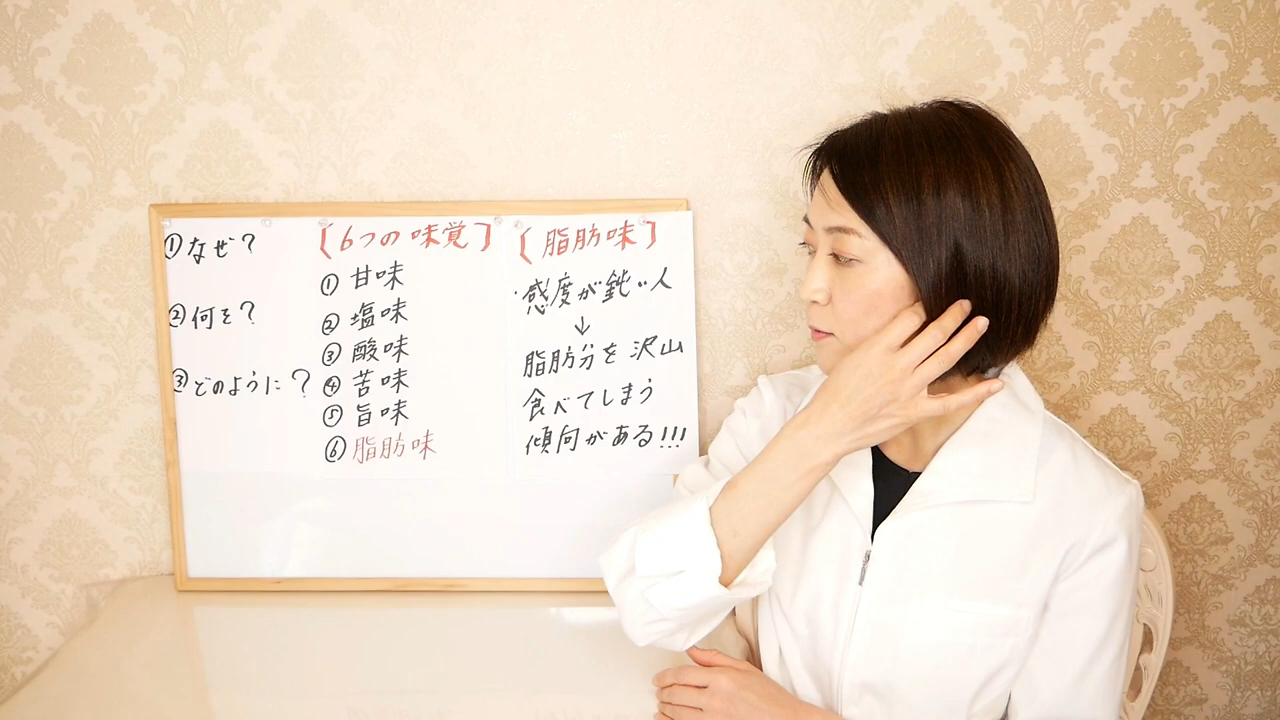 ①なぜ?
②何を?
③どのように?
【6つの味覚】
①甘味
②塩味
③酸味
④苦味
⑤旨味
⑥脂肪味
【脂肪味】
・感度が鈍い人
↓
脂肪分を沢山
食べてしまう
傾向がある!!!